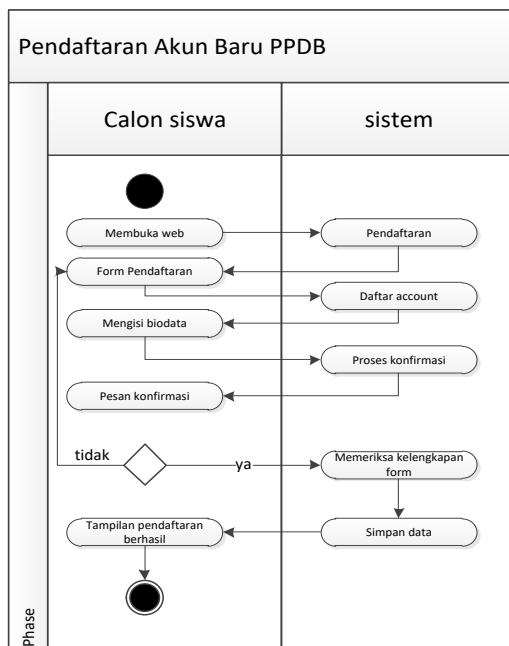 Pendaftaran Akun Baru PPDB
Calon siswa
sistem
Membuka web
Pendaftaran
Form Pendaftaran
Daftar account
Mengisi biodata
Proses konfirmasi
Pesan konfirmasi
tidak
ya
Memeriksa kelengkapan
form
Tampilan pendaftaran
berhasil
Simpan data
Phase